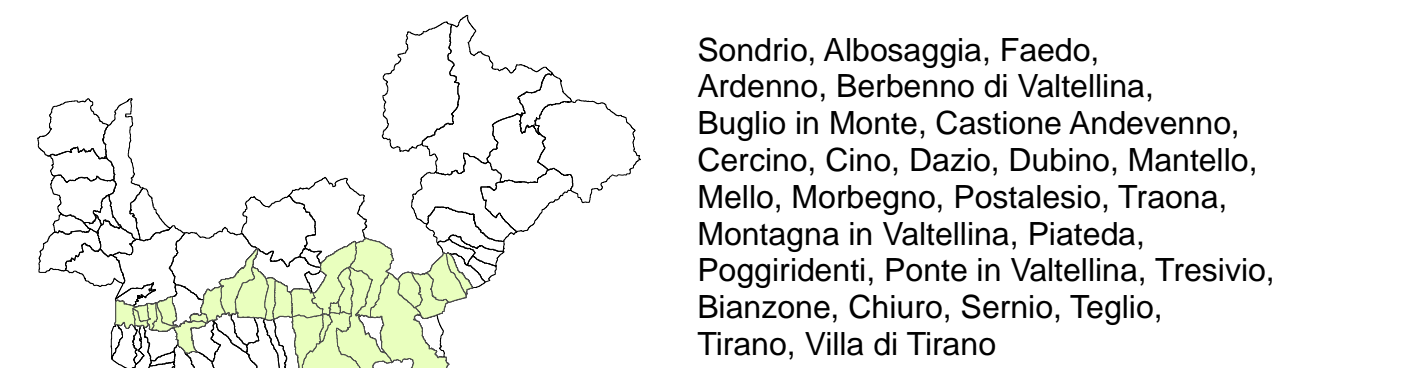 Sondrio, Albosaggia, Faedo,
Ardenno, Berbenno di Valtellina,
Buglio in Monte, Castione Andevenno,
Cercino, Cino, Dazio, Dubino, Mantello,
Mello, Morbegno, Postalesio, Traona,
Montagna in Valtellina, Piateda,
Poggiridenti, Ponte in Valtellina, Tresivio,
Bianzone, Chiuro, Sernio, Teglio,
Tirano, Villa di Tirano